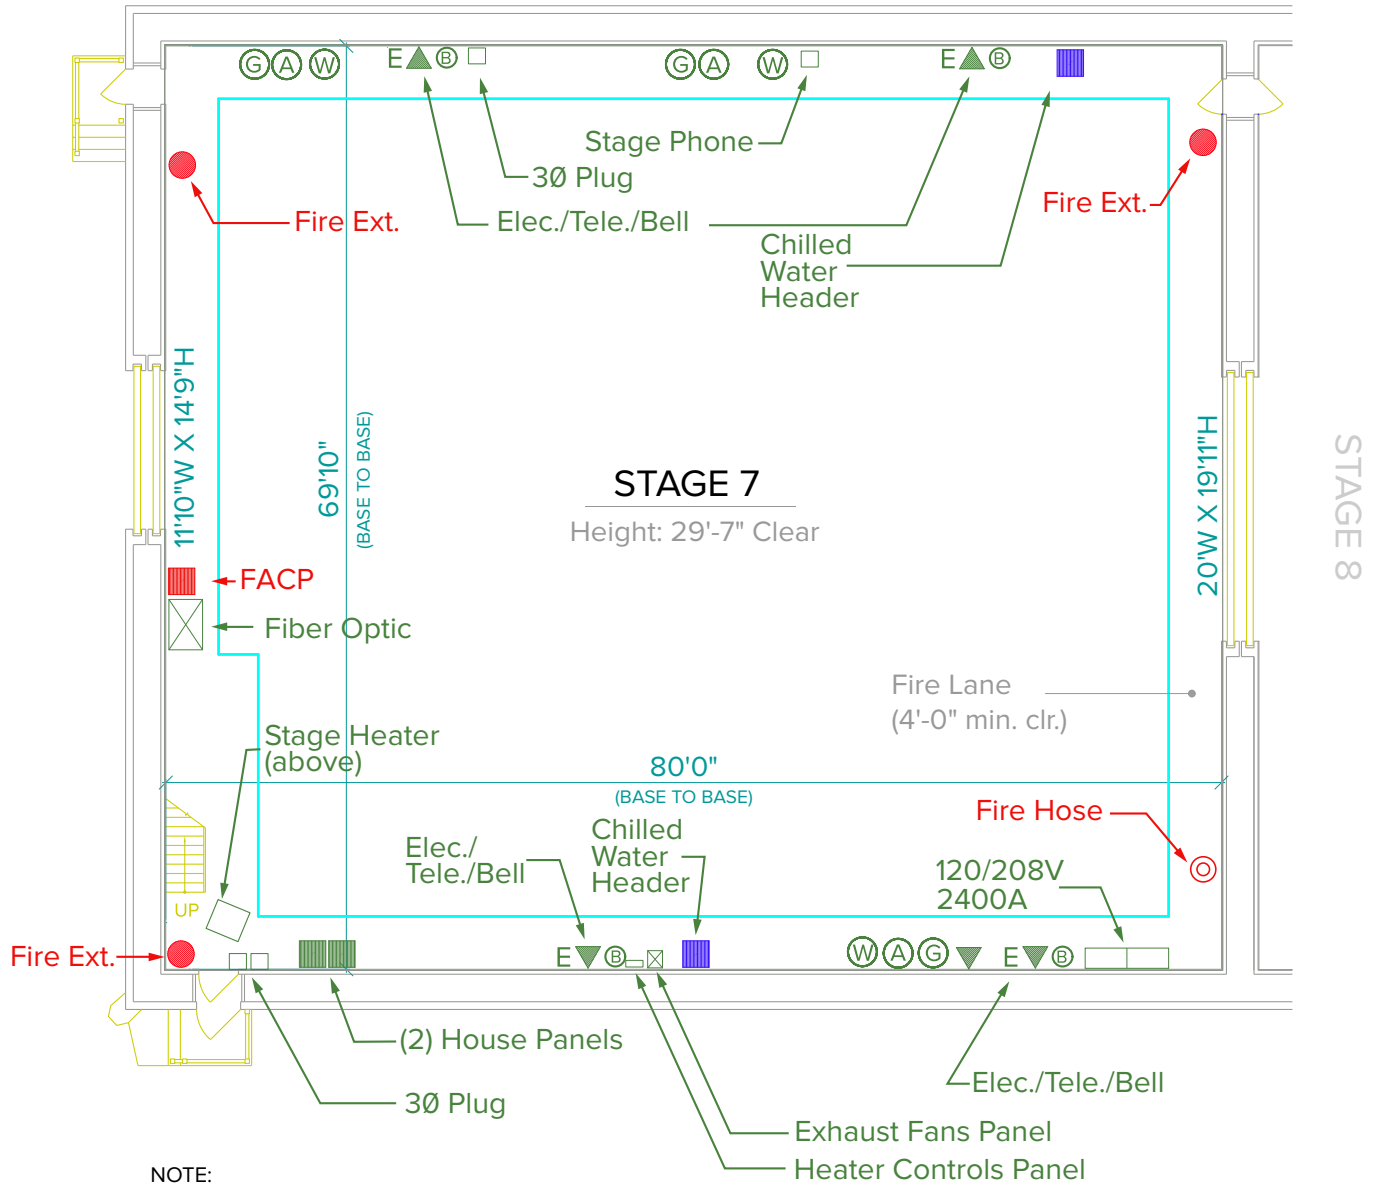 G A W E B G A W E B
Stage Phone
3Ø Plug
Fire Ext.
Elec./Tele./Bell
Fire Ext.
Chilled
Water
Header
11'10"W X 14'9"H
69'10"
(BASE TO BASE)
STAGE 7
Height: 29'-7" Clear
20'W X 19'11"H
STAGE 8
FACP
Fiber Optic
Fire Lane
(4'-0" min. clr.)
Stage Heater
(above)
80'0"
(BASE TO BASE)
Fire Hose
Elec./
Tele./Bell
Chilled
Water
Header
120/208V
2400A
UP
Fire Ext.
E B W A G E B
(2) House Panels
3Ø Plug
Elec./Tele./Bell
Exhaust Fans Panel
Heater Controls Panel
NOTE: